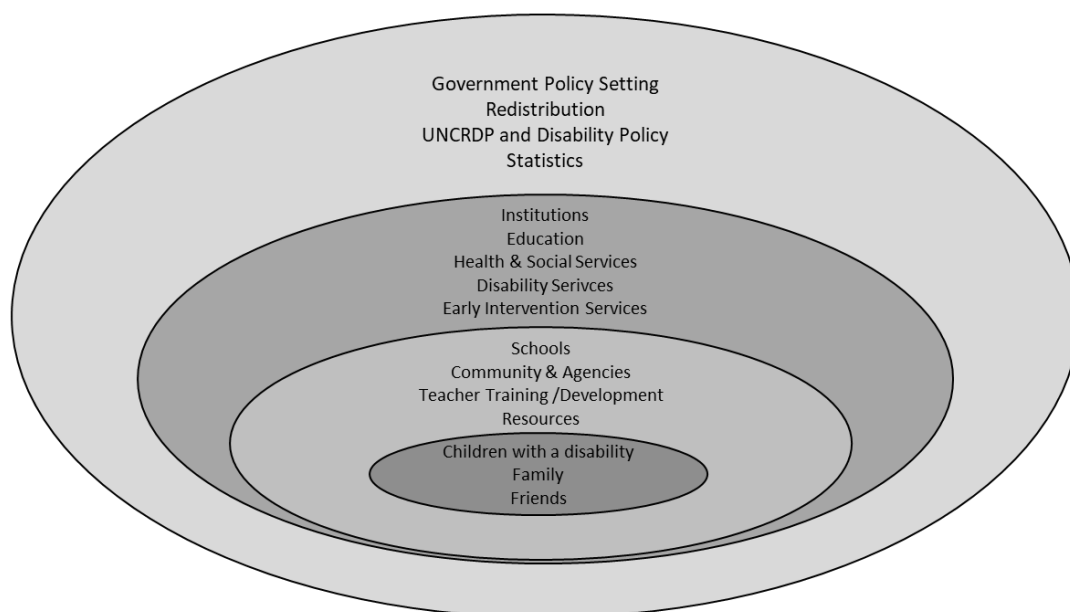 Government Policy Setting
Redistribution
UNCRDP and Disability Policy
Statistics
Institutions
Education
Health & Social Services
Disability Serivces
Early Intervention Services
Schools
Community & Agencies
Teacher Training /Development
Resources
Children with a disability
Family
Friends